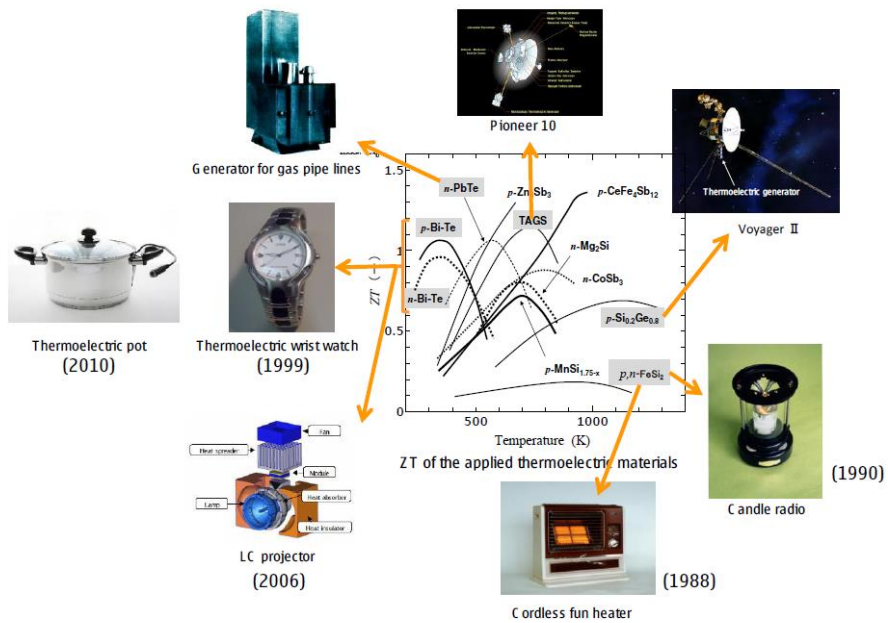 Pioneer 10
Generator for gas pipe lines
Thermoelectric generator
Voyager II
1.5
n-PbTe
p-Zn4Sb3
p-CeFe4Sb12
TAGS
p-Bi-Te
n-Mg2Si
1
ZT (—)
n-CoSb3
n-Bi-Te
p-Si0.2Ge0.8
0.5
p-MnSi1.75-x
p,n-FeSi2
0
500
1000
Temperature (K)
ZT of the applied thermoelectric materials
Thermoelectric pot
(2010)
Thermoelectric wrist watch
(1999)
Fan
Heat spreader
Module
Heat absorber
Lamp
Heat insulator
LC projector
(2006)
(1990)
Candle radio
(1988)
Cordless fun heater